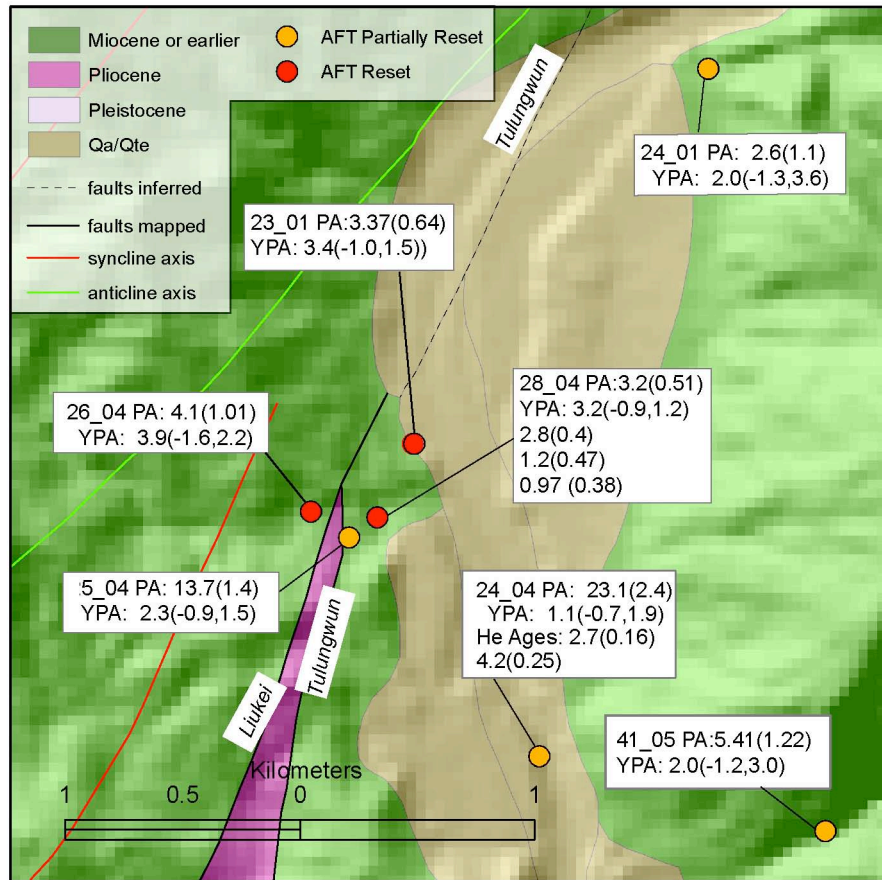 Miocene or earlier
Pliocene
Pleistocene
Qa/Qte
faults inferred
faults mapped
syncline axis
anticline axis
AFT Partially Reset
AFT Reset
Tulungwun
24_01 PA: 2.6(1.1)
YPA: 2.0(-1.3,3.6)
23_01 PA:3.37(0.64)
YPA: 3.4(-1.0,1.5))
28_04 PA:3.2(0.51)
YPA: 3.2(-0.9,1.2)
2.8(0.4)
1.2(0.47)
0.97 (0.38)
26_04 PA: 4.1(1.01)
YPA: 3.9(-1.6,2.2)
5_04 PA: 13.7(1.4)
YPA: 2.3(-0.9,1.5)
24_04 PA: 23.1(2.4)
YPA: 1.1(-0.7,1.9)
He Ages: 2.7(0.16)
4.2(0.25)
Tulungwun
Liukei
41_05 PA:5.41(1.22)
YPA: 2.0(-1.2,3.0)
Kilometers
1 0.5 0 1